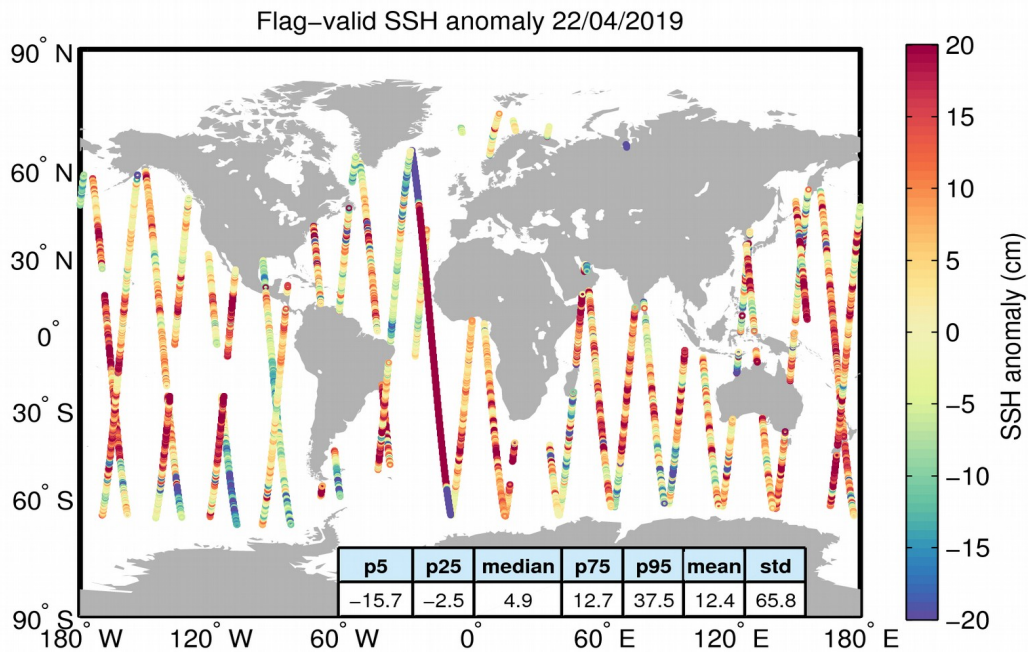 Flag−valid SSH anomaly 22/04/2019
90° N
60° N
30° N
0°
30° S
60° S
90° S
180° W
120° W
60° W
0°
60° E
120° E
180° E
p5 p25 median p75 p95 mean std
−15.7 −2.5 4.9 12.7 37.5 12.4 65.8
20
15
10
5
0
−5
−10
−15
−20
SSH anomaly (cm)